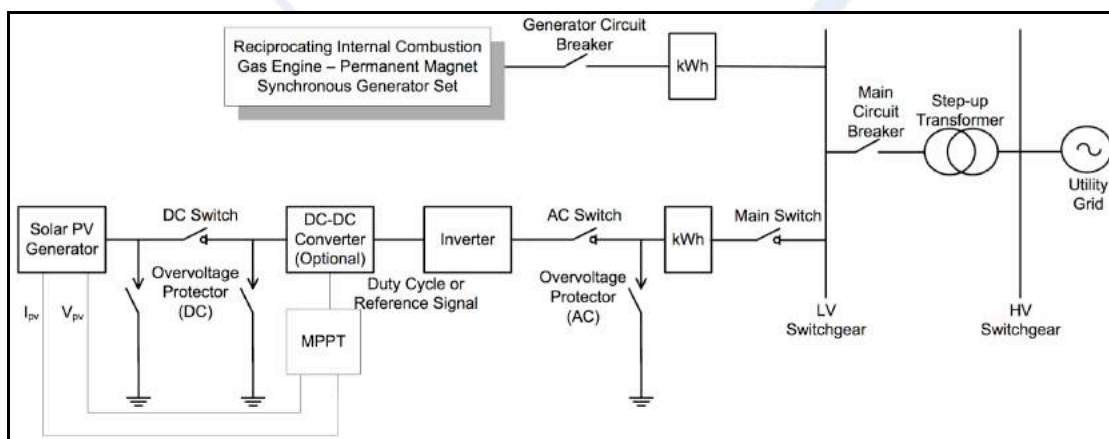 Reciprocating Internal Combustion
Gas Engine – Permanent Magnet
Synchronous Generator Set
Generator Circuit
Breaker
kWh
Main
Circuit
Breaker
Step-up
Transformer
Utility
Grid
Solar PV
Generator
DC Switch
DC-DC
Converter
(Optional)
Inverter
AC Switch
kWh
Main Switch
Overvoltage
Protector
(DC)
Duty Cycle or
Reference Signal
Overvoltage
Protector
(AC)
LV
Switchgear
HV
Switchgear
Ipv
Vpv
MPPT